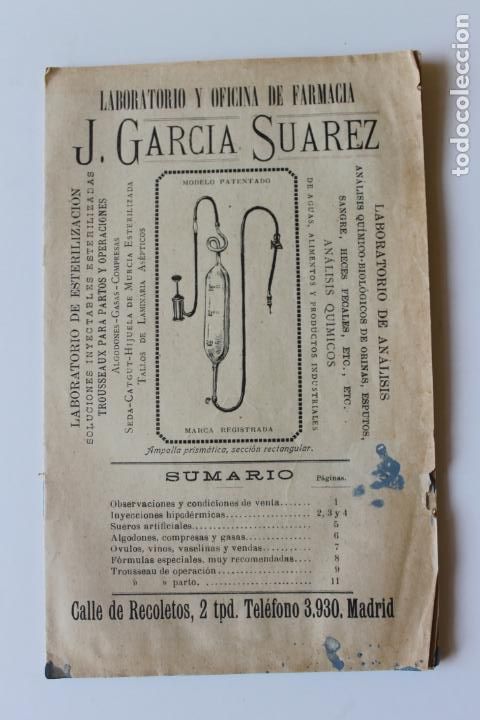 LABORATORIO Y OFICINA DE FARMACIA
J. GARCIA SUAREZ
LABORATORIO DE ESTERILIZACIÓN
SOLUCIONES INYECTABLES ESTERILIZADAS
TROUSSEAUX PARA PARTOS Y OPERACIONES
ALGODONES-GASAS-COMPRESAS
SEDA-CATGUT-HIJUELA DE MURCIA ESTERILIZADA
TALLOS DE LAMINARIA ASÉPTICOS
MODELO PATENTADO
MARCA REGISTRADA
LABORATORIO DE ANÁLISIS
ANÁLISIS QUÍMICO-BIOLÓGICOS DE ORINAS, ESPUTOS,
SANGRE, HECES FECALES, ETC., ETC.
ANÁLISIS QUÍMICOS
DE AGUAS, ALIMENTOS Y PRODUCTOS INDUSTRIALES
Ampolla prismática, sección rectangular.
SUMARIO Páginas.
Observaciones y condiciones de venta....... 1
Inyecciones hipodérmicas................... 2, 3 y 4
Sueros artificiales........................ 5
Algodones, compresas y gasas............... 6
Ovulos, vinos, vaselinas y vendas.......... 7
Fórmulas especiales, muy recomendadas.... 8
Trousseau de operación..................... 9
» » parto........................ 11
Calle de Recoletos, 2 tpd. Teléfono 3.930. Madrid
todocoleccion